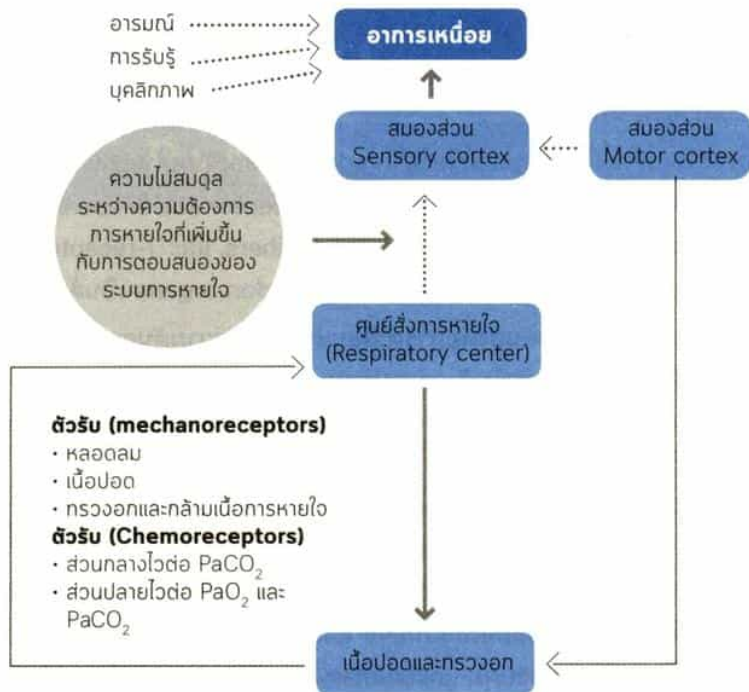 อารมณ์
การรับรู้
บุคลิกภาพ
อาการเหนื่อย
สมองส่วน
Sensory cortex
สมองส่วน
Motor cortex
ความไม่สมดุล
ระหว่างความต้องการ
การหายใจที่เพิ่มขึ้น
กับการตอบสนองของ
ระบบการหายใจ
ศูนย์สั่งการหายใจ
(Respiratory center)
ตัวรับ (mechanoreceptors)
· หลอดลม
· เนื้อปอด
· ทรวงอกและกล้ามเนื้อการหายใจ
ตัวรับ (Chemoreceptors)
· ส่วนกลางไวต่อ PaCO₂
· ส่วนปลายไวต่อ PaO₂ และ
PaCO₂
เนื้อปอดและทรวงอก